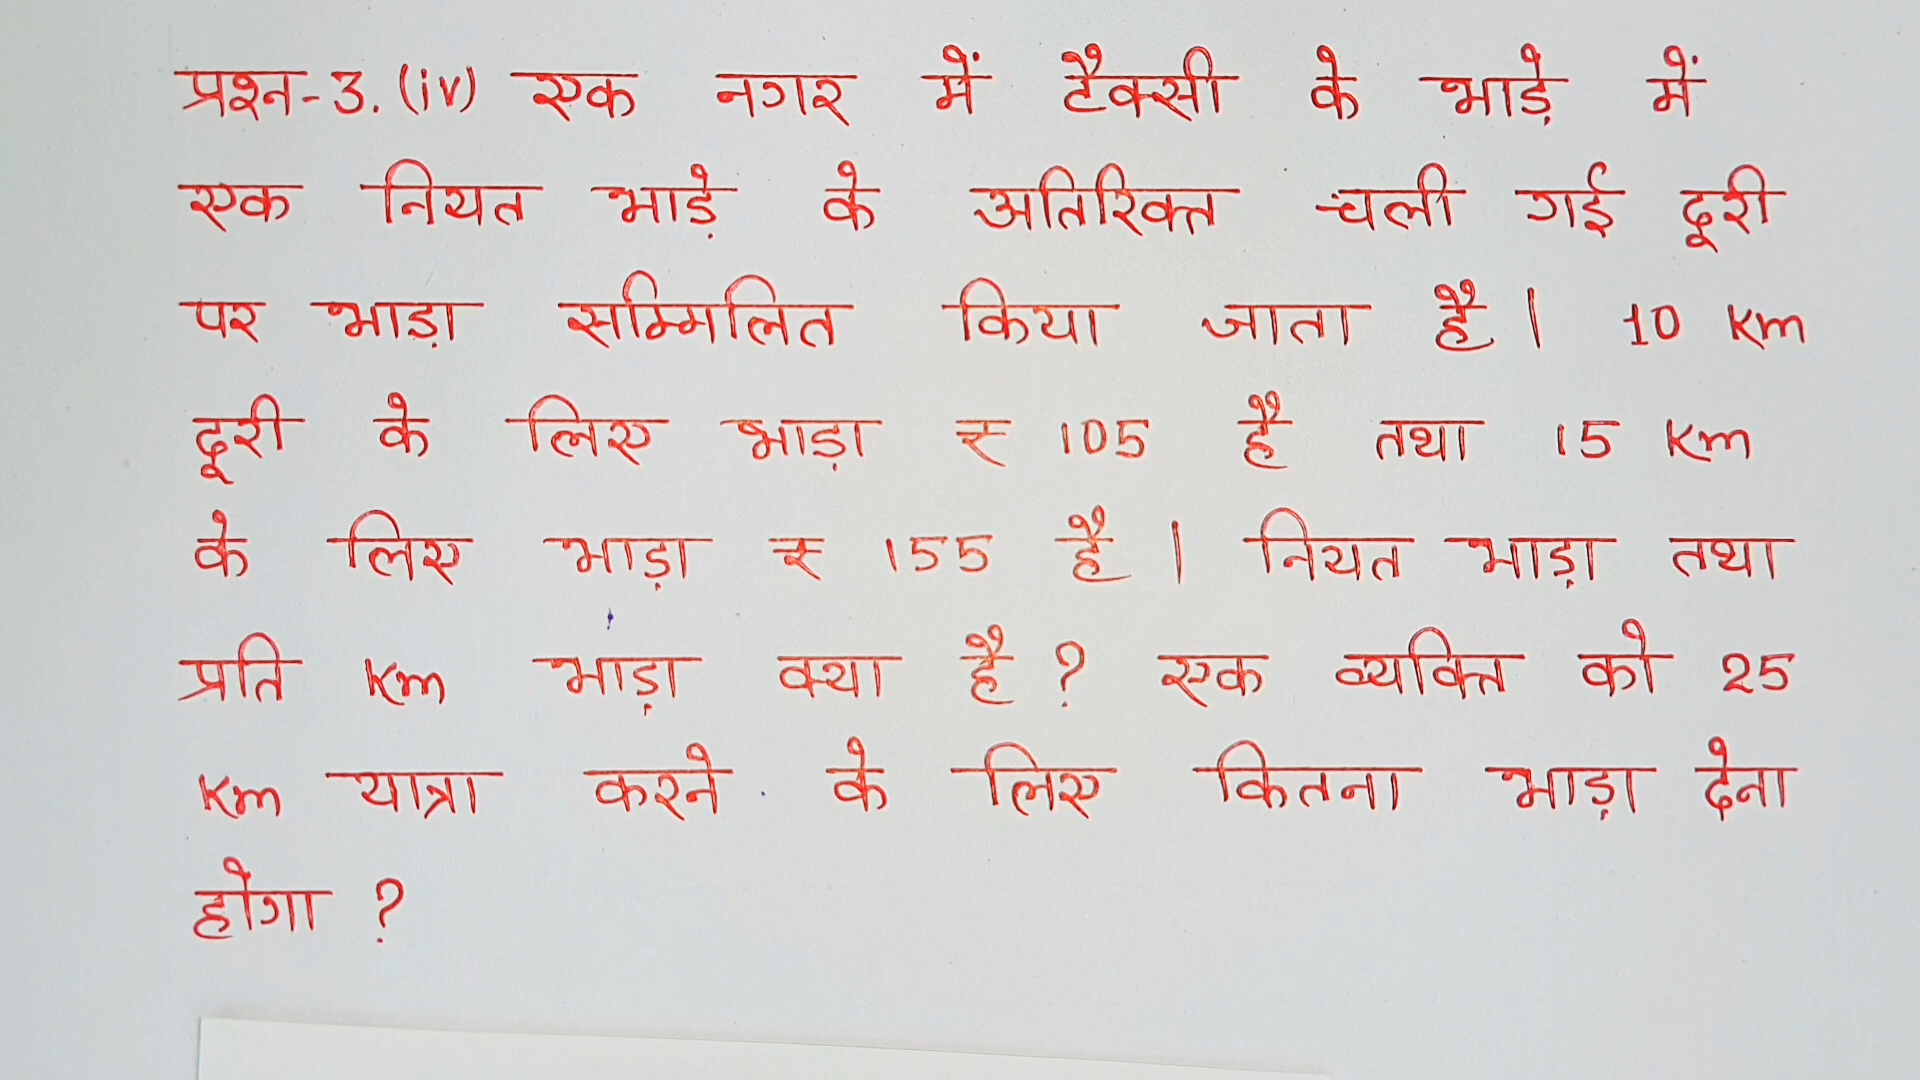 प्रश्न-3. (iv) एक नगर में टैक्सी के भाड़े में
एक नियत भाड़े के अतिरिक्त चली गई दूरी
पर भाड़ा सम्मिलित किया जाता है। 10 Km
दूरी के लिए भाड़ा ₹ 105 है तथा 15 Km
के लिए भाड़ा ₹ 155 है। नियत भाड़ा तथा
प्रति Km भाड़ा क्या है? एक व्यक्ति को 25
Km यात्रा करने के लिए कितना भाड़ा देना
होगा?